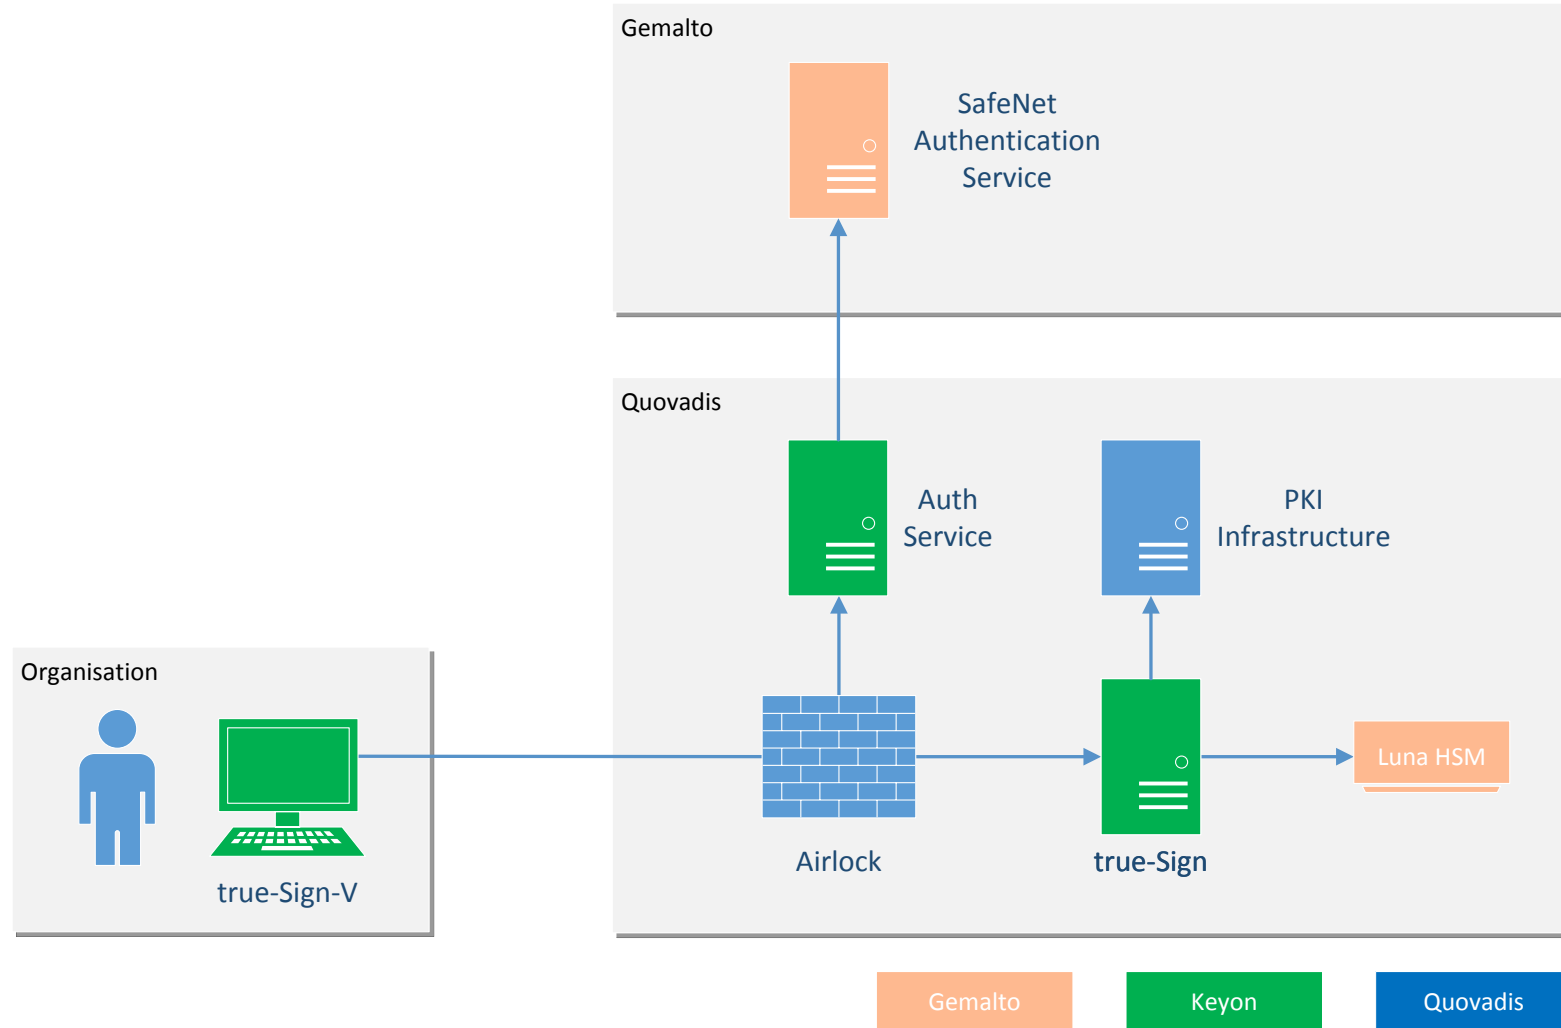 Gemalto
SafeNet
Authentication
Service
Quovadis
Auth
Service
PKI
Infrastructure
Organisation
Luna HSM
Airlock
true-Sign
true-Sign-V
Gemalto
Keyon
Quovadis